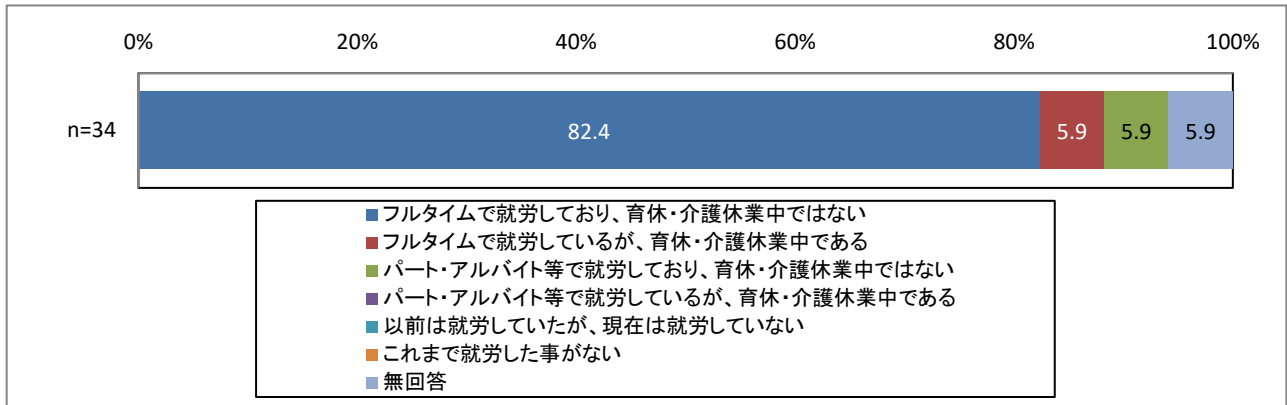 0% 20% 40% 60% 80% 100%
n=34 82.4 5.9 5.9 5.9
フルタイムで就労しており、育休・介護休業中ではない
フルタイムで就労しているが、育休・介護休業中である
パート・アルバイト等で就労しており、育休・介護休業中ではない
パート・アルバイト等で就労しているが、育休・介護休業中である
以前は就労していたが、現在は就労していない
これまで就労した事がない
無回答